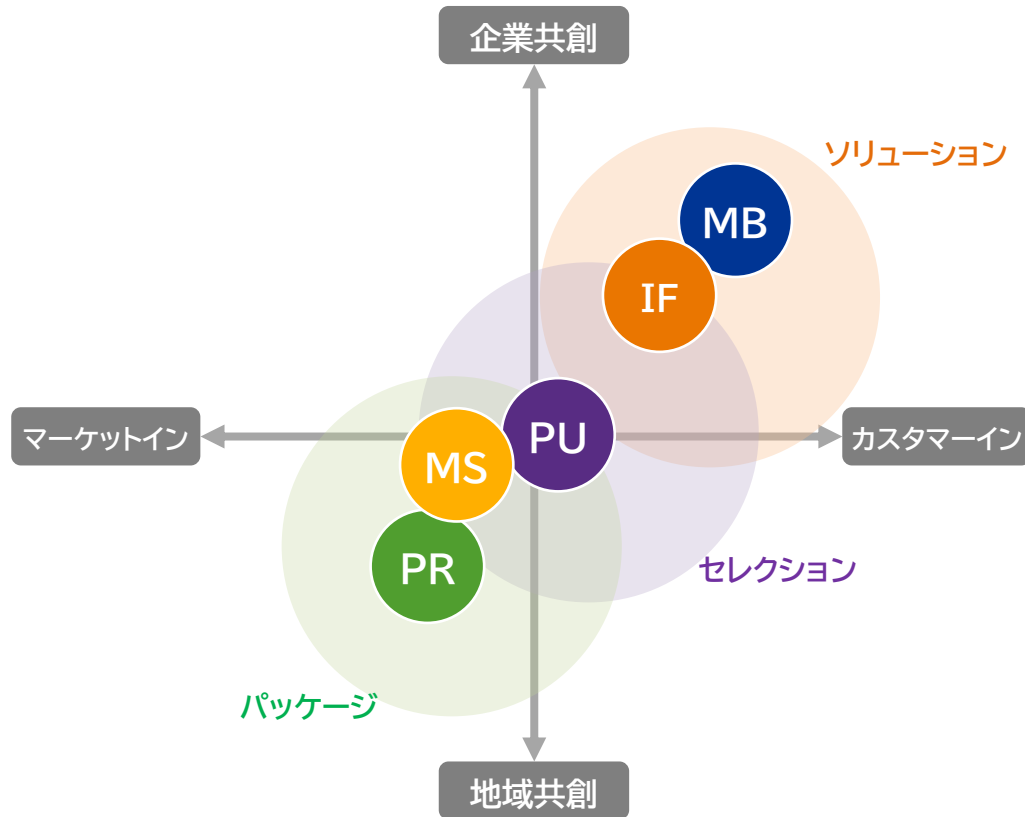 企業共創
ソリューション
MB
IF
マーケットイン
PU
カスタマーイン
MS
PR
セレクション
パッケージ
地域共創